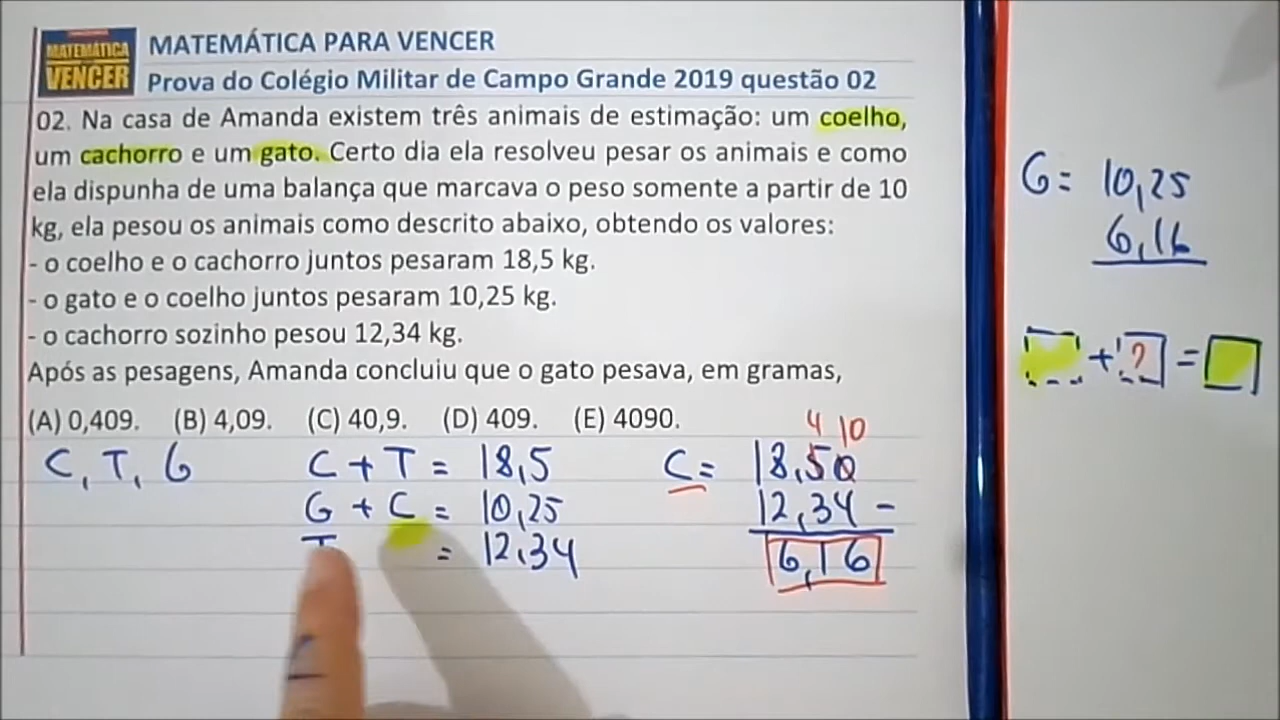 MATEMÁTICA
VENCER
MATEMÁTICA PARA VENCER
Prova do Colégio Militar de Campo Grande 2019 questão 02
02. Na casa de Amanda existem três animais de estimação: um coelho,
um cachorro e um gato. Certo dia ela resolveu pesar os animais e como
ela dispunha de uma balança que marcava o peso somente a partir de 10
kg, ela pesou os animais como descrito abaixo, obtendo os valores:
- o coelho e o cachorro juntos pesaram 18,5 kg.
- o gato e o coelho juntos pesaram 10,25 kg.
- o cachorro sozinho pesou 12,34 kg.
Após as pesagens, Amanda concluiu que o gato pesava, em gramas,
(A) 0,409. (B) 4,09. (C) 40,9. (D) 409. (E) 4090.
C, T, G
C + T = 18,5
G + C = 10,25
T = 12,34
4 10
C = 18,50
12,34 -
6,16
G = 10,25
6,16
+ ? =